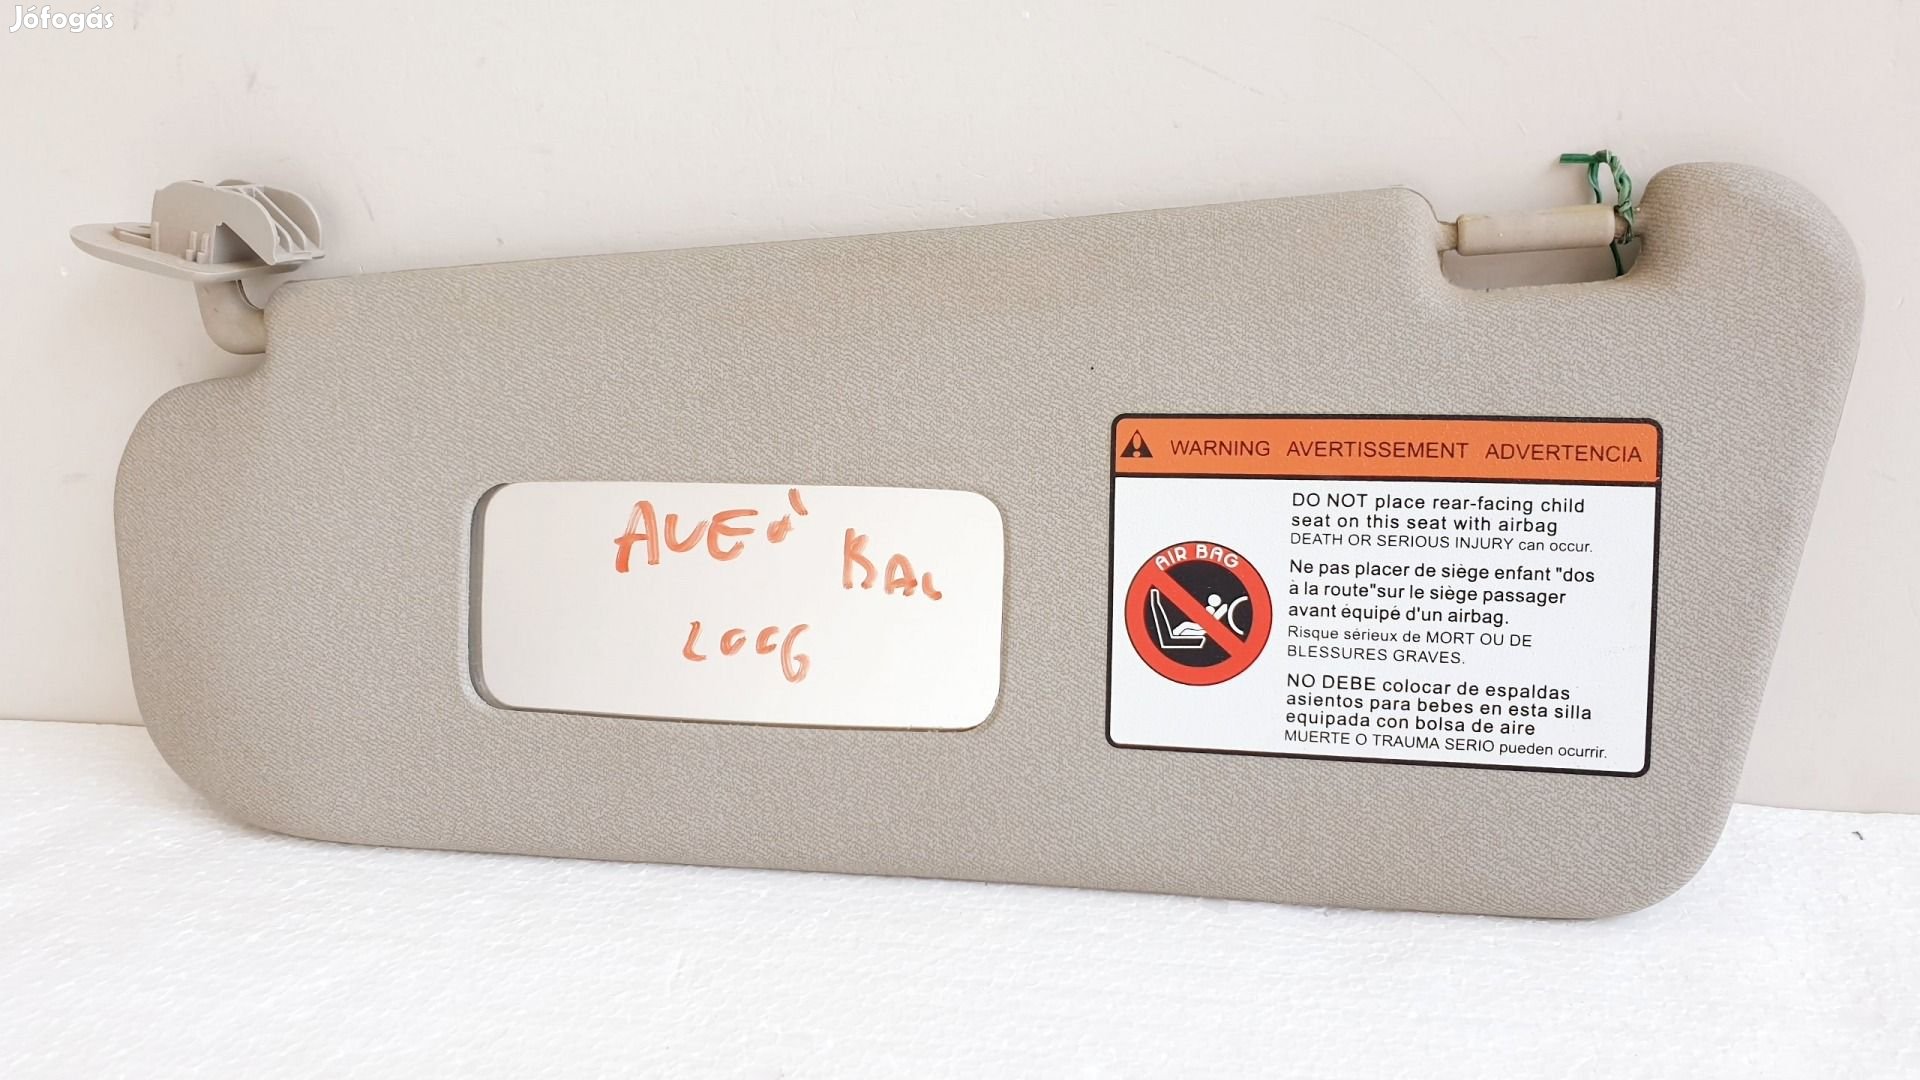 Jófogás
AVEO BAL
2006
WARNING AVERTISSEMENT ADVERTENCIA
AIR BAG
DO NOT place rear-facing child
seat on this seat with airbag
DEATH OR SERIOUS INJURY can occur.
Ne pas placer de siège enfant "dos
à la route"sur le siège passager
avant équipé d'un airbag.
Risque sérieux de MORT OU DE
BLESSURES GRAVES.
NO DEBE colocar de espaldas
asientos para bebes en esta silla
equipada con bolsa de aire
MUERTE O TRAUMA SERIO pueden ocurrir.